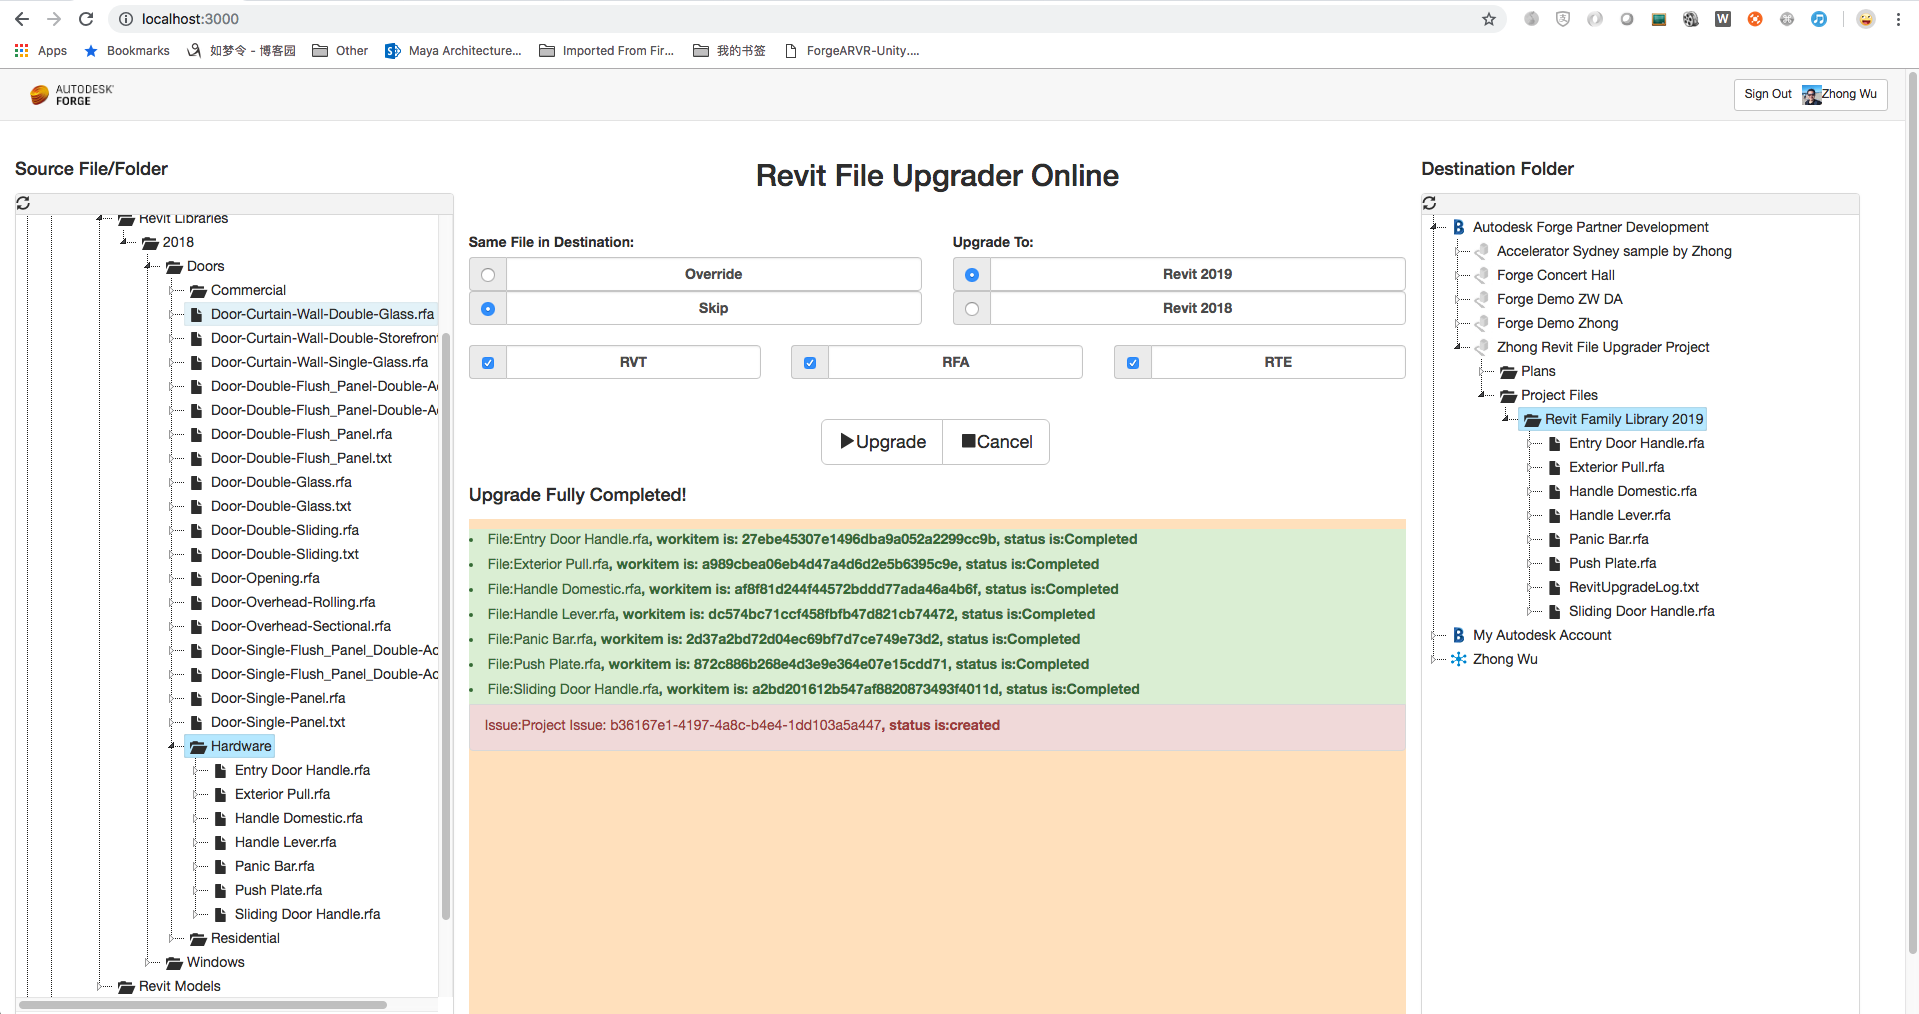 localhost:3000
Apps
Bookmarks
如梦令 - 博客园
Other
Maya Architecture...
Imported From Fir...
我的书签
ForgeARVR-Unity....
AUTODESK®
FORGE
Sign Out
Zhong Wu
Source File/Folder
Revit Libraries
2018
Doors
Commercial
Door-Curtain-Wall-Double-Glass.rfa
Door-Curtain-Wall-Double-Storefront
Door-Curtain-Wall-Single-Glass.rfa
Door-Double-Flush_Panel-Double-Ac
Door-Double-Flush_Panel-Double-Ac
Door-Double-Flush_Panel.rfa
Door-Double-Flush_Panel.txt
Door-Double-Glass.rfa
Door-Double-Glass.txt
Door-Double-Sliding.rfa
Door-Double-Sliding.txt
Door-Opening.rfa
Door-Overhead-Rolling.rfa
Door-Overhead-Sectional.rfa
Door-Single-Flush_Panel_Double-Ac
Door-Single-Flush_Panel_Double-Ac
Door-Single-Panel.rfa
Door-Single-Panel.txt
Hardware
Entry Door Handle.rfa
Exterior Pull.rfa
Handle Domestic.rfa
Handle Lever.rfa
Panic Bar.rfa
Push Plate.rfa
Sliding Door Handle.rfa
Residential
Windows
Revit Models
Revit File Upgrader Online
Same File in Destination:
Override
Skip
Upgrade To:
Revit 2019
Revit 2018
RVT
RFA
RTE
Upgrade
Cancel
Upgrade Fully Completed!
File:Entry Door Handle.rfa, workitem is: 27ebe45307e1496dba9a052a2299cc9b, status is:Completed
File:Exterior Pull.rfa, workitem is: a989cbea06eb4d47a4d6d2e5b6395c9e, status is:Completed
File:Handle Domestic.rfa, workitem is: af8f81d244f44572bddd77ada46a4b6f, status is:Completed
File:Handle Lever.rfa, workitem is: dc574bc71ccf458fbfb47d821cb74472, status is:Completed
File:Panic Bar.rfa, workitem is: 2d37a2bd72d04ec69bf7d7ce749e73d2, status is:Completed
File:Push Plate.rfa, workitem is: 872c886b268e4d3e9e364e07e15cdd71, status is:Completed
File:Sliding Door Handle.rfa, workitem is: a2bd201612b547af8820873493f4011d, status is:Completed
Issue:Project Issue: b36167e1-4197-4a8c-b4e4-1dd103a5a447, status is:created
Destination Folder
Autodesk Forge Partner Development
Accelerator Sydney sample by Zhong
Forge Concert Hall
Forge Demo ZW DA
Forge Demo Zhong
Zhong Revit File Upgrader Project
Plans
Project Files
Revit Family Library 2019
Entry Door Handle.rfa
Exterior Pull.rfa
Handle Domestic.rfa
Handle Lever.rfa
Panic Bar.rfa
Push Plate.rfa
RevitUpgradeLog.txt
Sliding Door Handle.rfa
My Autodesk Account
Zhong Wu